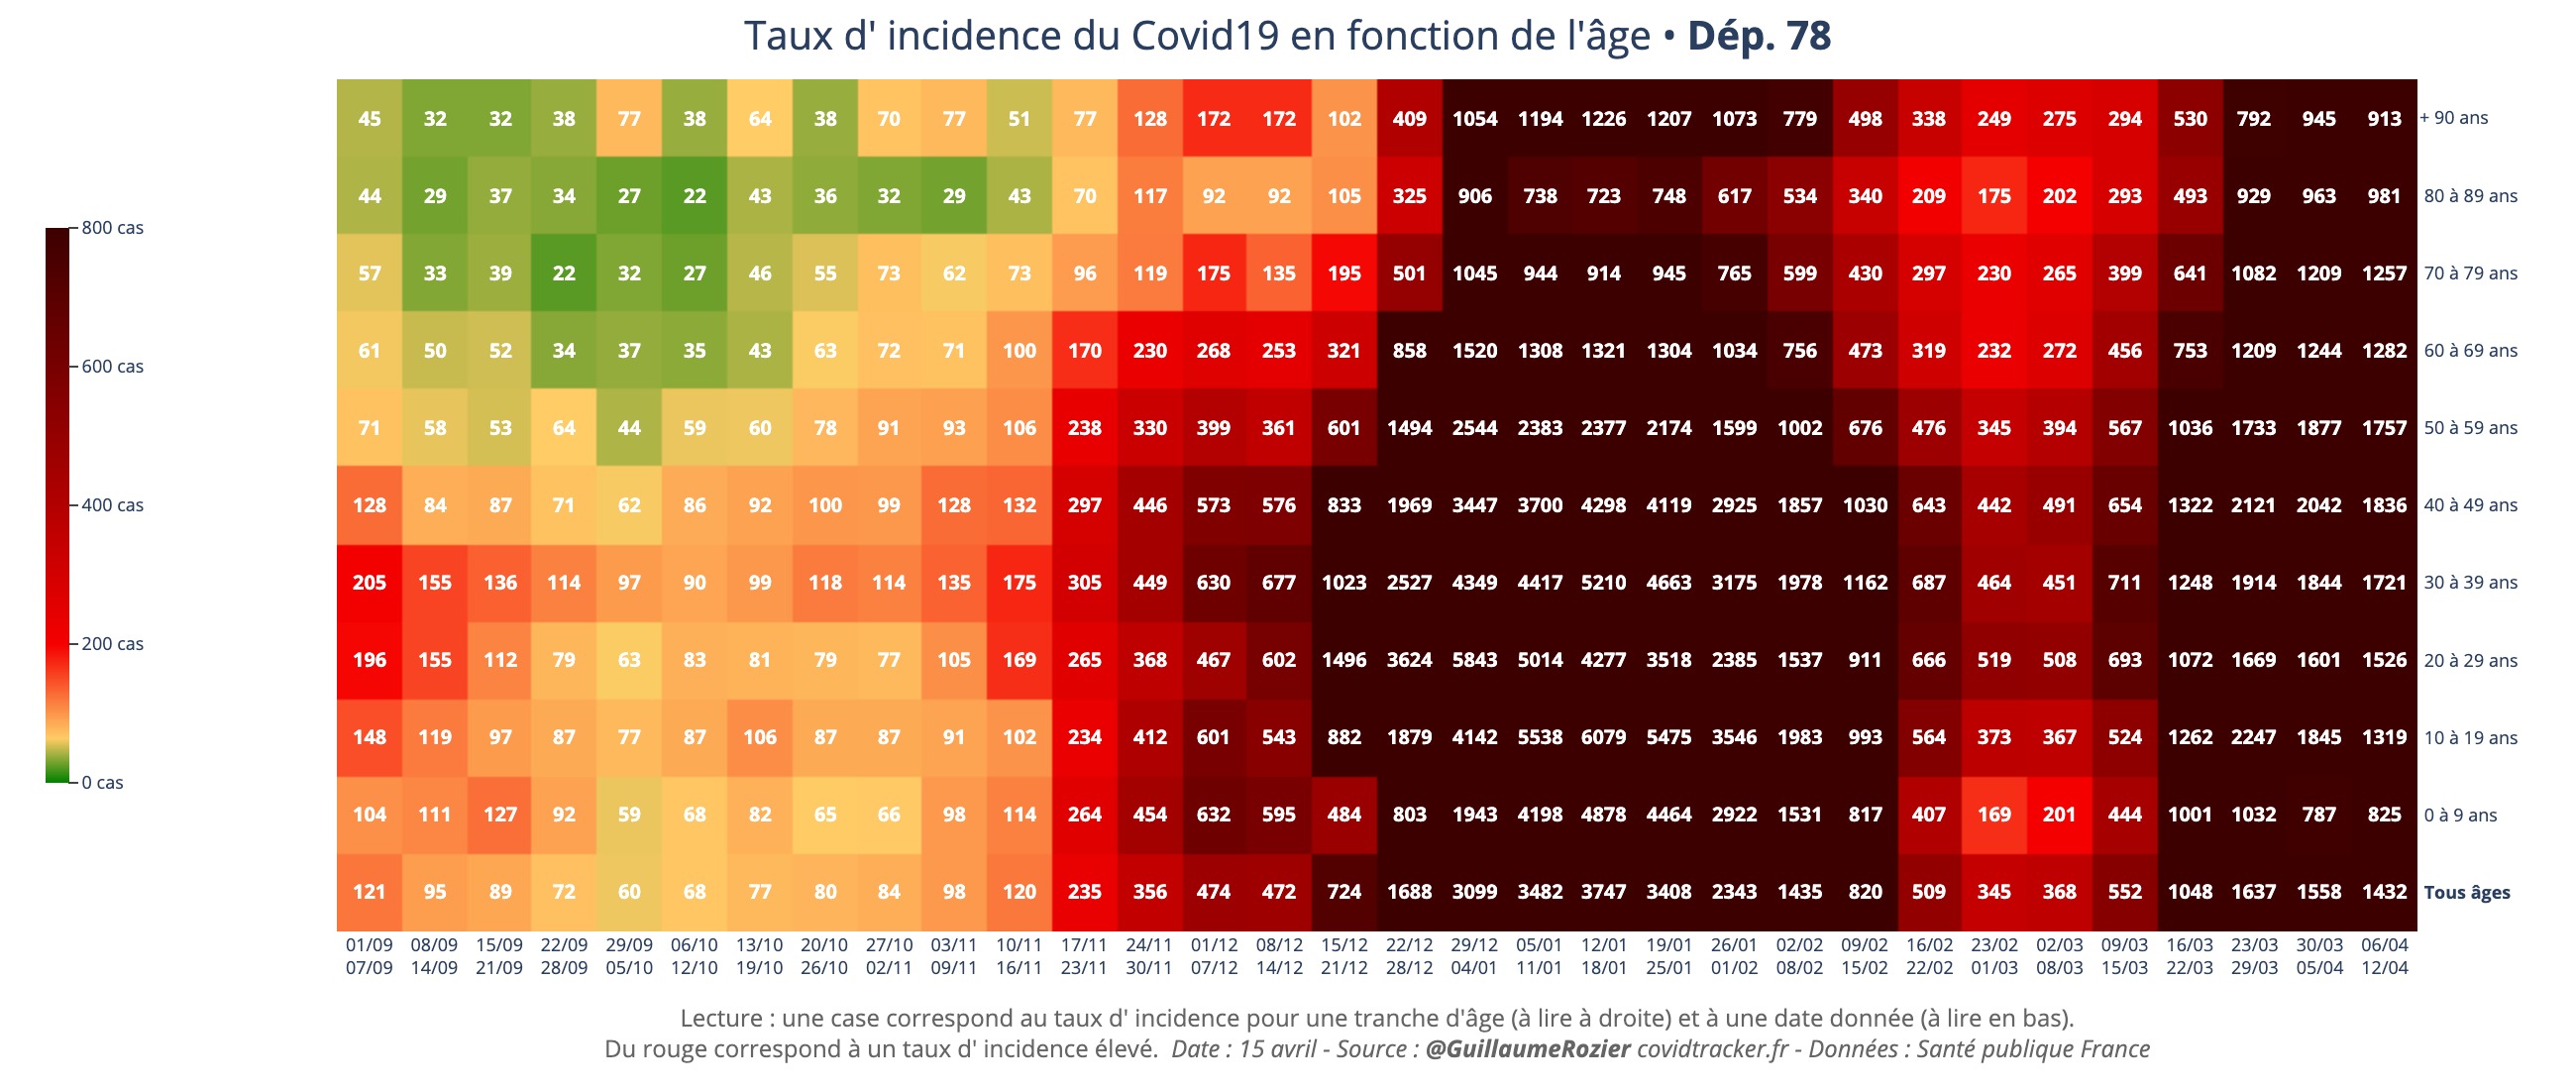 Taux d' incidence du Covid19 en fonction de l'âge • Dép. 78
45 32 32 38 77 38 64 38 70 77 51 77 128 172 172 102 409 1054 1194 1226 1207 1073 779 498 338 249 275 294 530 792 945 913 + 90 ans
44 29 37 34 27 22 43 36 32 29 43 70 117 92 92 105 325 906 738 723 748 617 534 340 209 175 202 293 493 929 963 981 80 à 89 ans
800 cas
57 33 39 22 32 27 46 55 73 62 73 96 119 175 135 195 501 1045 944 914 945 765 599 430 297 230 265 399 641 1082 1209 1257 70 à 79 ans
61 50 52 34 37 35 43 63 72 71 100 170 230 268 253 321 858 1520 1308 1321 1304 1034 756 473 319 232 272 456 753 1209 1244 1282 60 à 69 ans
600 cas
71 58 53 64 44 59 60 78 91 93 106 238 330 399 361 601 1494 2544 2383 2377 2174 1599 1002 676 476 345 394 567 1036 1733 1877 1757 50 à 59 ans
400 cas
128 84 87 71 62 86 92 100 99 128 132 297 446 573 576 833 1969 3447 3700 4298 4119 2925 1857 1030 643 442 491 654 1322 2121 2042 1836 40 à 49 ans
205 155 136 114 97 90 99 118 114 135 175 305 449 630 677 1023 2527 4349 4417 5210 4663 3175 1978 1162 687 464 451 711 1248 1914 1844 1721 30 à 39 ans
200 cas
196 155 112 79 63 83 81 79 77 105 169 265 368 467 602 1496 3624 5843 5014 4277 3518 2385 1537 911 666 519 508 693 1072 1669 1601 1526 20 à 29 ans
148 119 97 87 77 87 106 87 87 91 102 234 412 601 543 882 1879 4142 5538 6079 5475 3546 1983 993 564 373 367 524 1262 2247 1845 1319 10 à 19 ans
0 cas
104 111 127 92 59 68 82 65 66 98 114 264 454 632 595 484 803 1943 4198 4878 4464 2922 1531 817 407 169 201 444 1001 1032 787 825 0 à 9 ans
121 95 89 72 60 68 77 80 84 98 120 235 356 474 472 724 1688 3099 3482 3747 3408 2343 1435 820 509 345 368 552 1048 1637 1558 1432 Tous âges
01/09 08/09 15/09 22/09 29/09 06/10 13/10 20/10 27/10 03/11 10/11 17/11 24/11 01/12 08/12 15/12 22/12 29/12 05/01 12/01 19/01 26/01 02/02 09/02 16/02 23/02 02/03 09/03 16/03 23/03 30/03 06/04
07/09 14/09 21/09 28/09 05/10 12/10 19/10 26/10 02/11 09/11 16/11 23/11 30/11 07/12 14/12 21/12 28/12 04/01 11/01 18/01 25/01 01/02 08/02 15/02 22/02 01/03 08/03 15/03 22/03 29/03 05/04 12/04
Lecture : une case correspond au taux d' incidence pour une tranche d'âge (à lire à droite) et à une date donnée (à lire en bas).
Du rouge correspond à un taux d' incidence élevé. Date : 15 avril - Source : @GuillaumeRozier covidtracker.fr - Données : Santé publique France